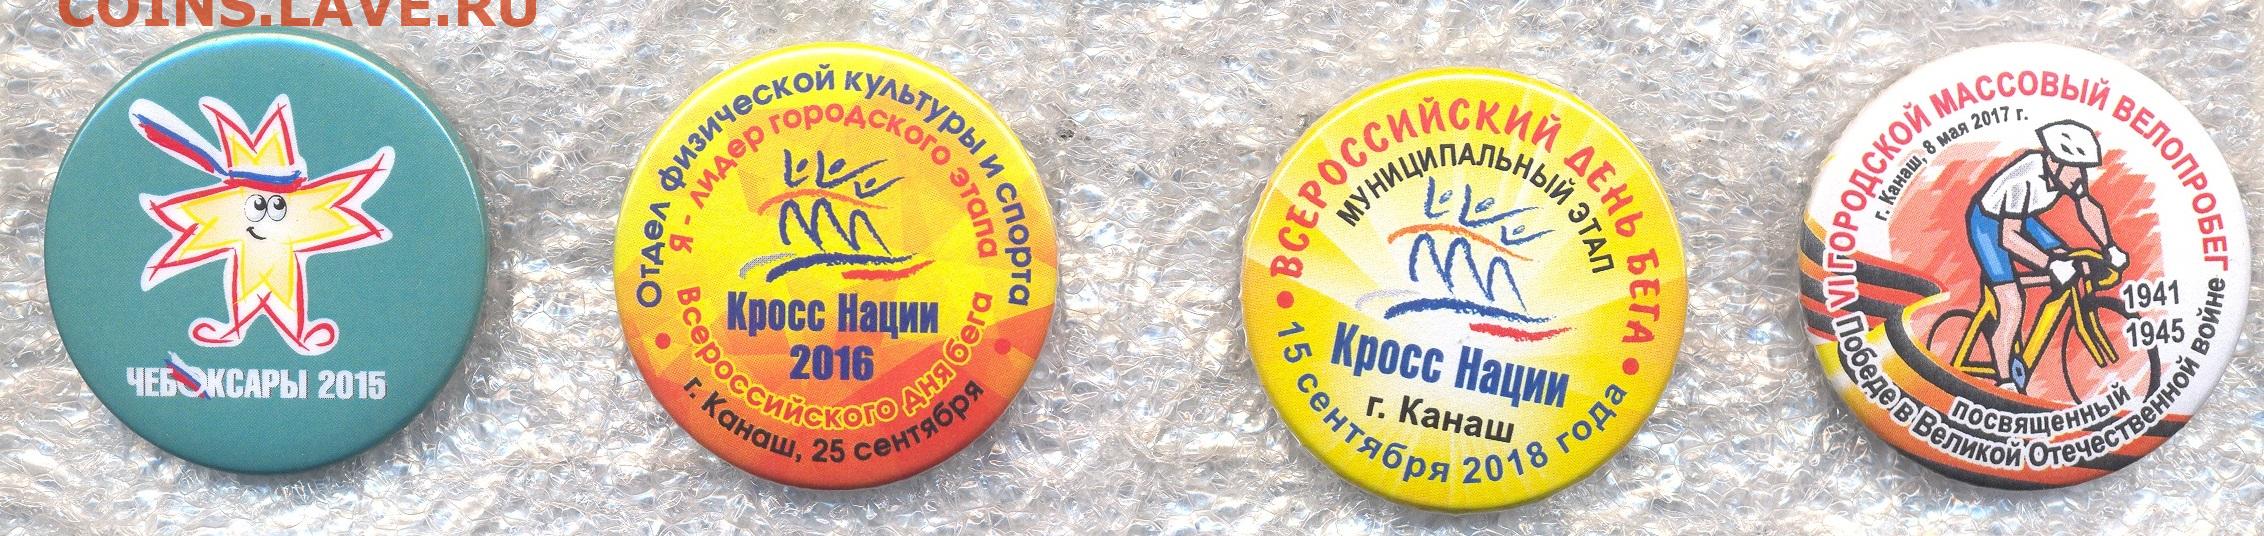 COINS.LAVE.RU
ЧЕБОКСАРЫ 2015
Отдел физической культуры и спорта
Я - лидер городского этапа
Кросс Нации
2016
Всероссийского дня бега
г. Канаш, 25 сентября
ВСЕРОССИЙСКИЙ ДЕНЬ БЕГА
МУНИЦИПАЛЬНЫЙ ЭТАП
Кросс Нации
г. Канаш
15 сентября 2018 года
VII ГОРОДСКОЙ МАССОВЫЙ ВЕЛОПРОБЕГ
г. Канаш, 8 мая 2017 г.
1941
1945
посвященный
Победе в Великой Отечественной войне